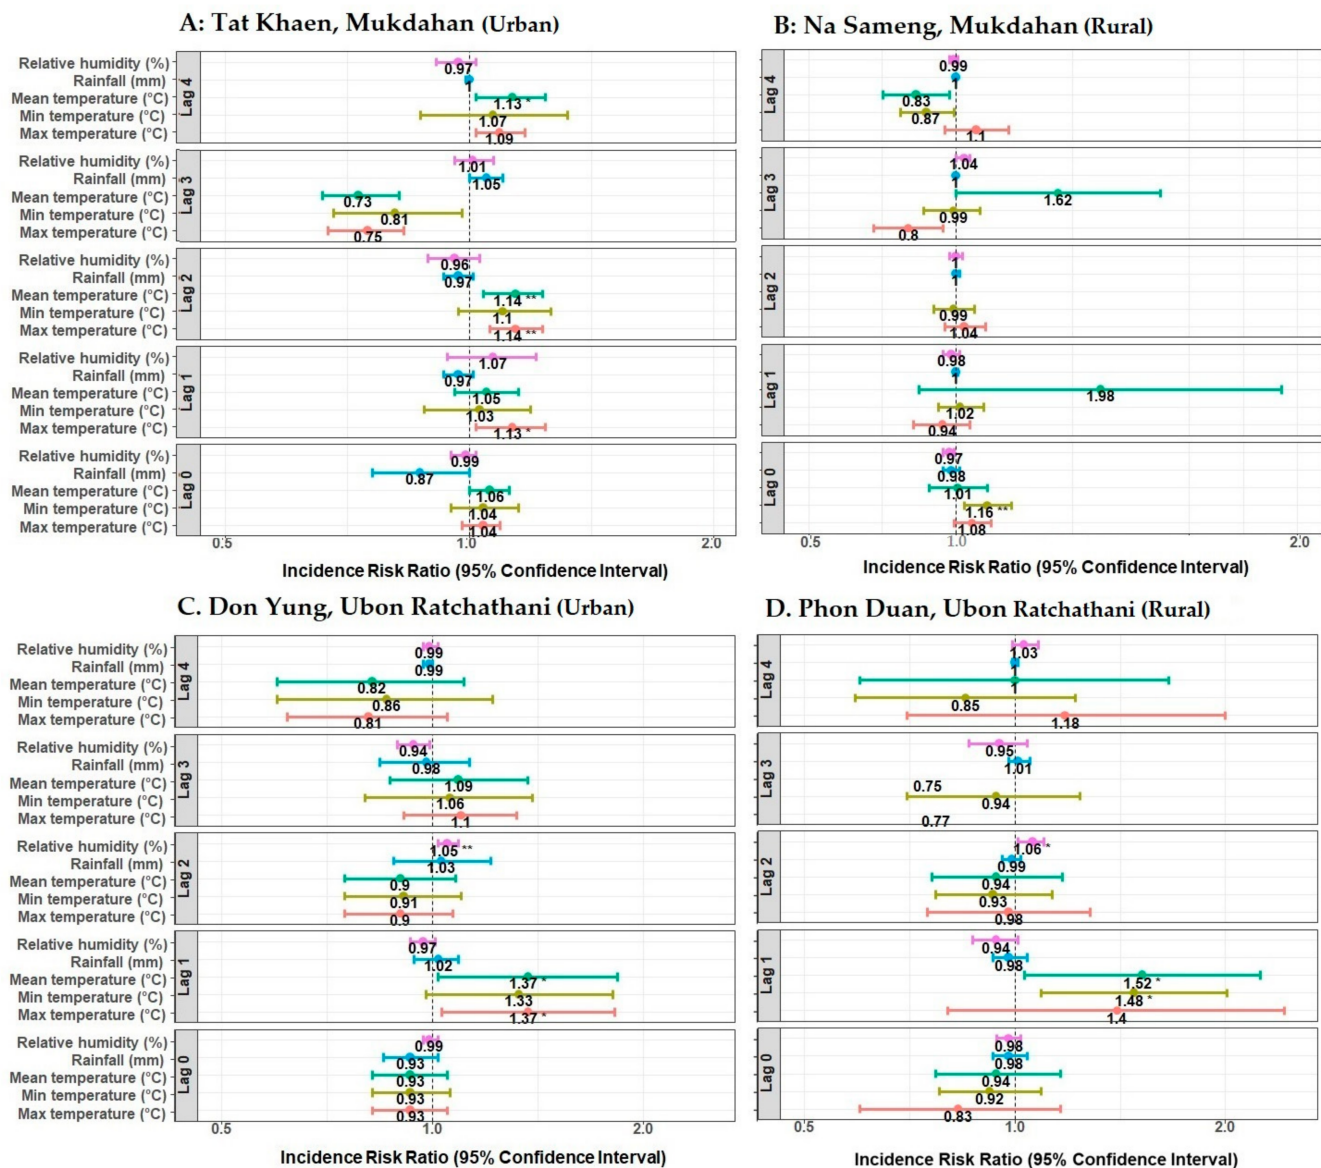 A: Tat Khaen, Mukdahan (Urban)
Lag 4
Relative humidity (%) 0.97
Rainfall (mm) 1
Mean temperature (°C) 1.13 *
Min temperature (°C) 1.07
Max temperature (°C) 1.09
Lag 3
Relative humidity (%) 1.01
Rainfall (mm) 1.05
Mean temperature (°C) 0.73
Min temperature (°C) 0.81
Max temperature (°C) 0.75
Lag 2
Relative humidity (%) 0.96
Rainfall (mm) 0.97
Mean temperature (°C) 1.14 **
Min temperature (°C) 1.1
Max temperature (°C) 1.14 **
Lag 1
Relative humidity (%) 1.07
Rainfall (mm) 0.97
Mean temperature (°C) 1.05
Min temperature (°C) 1.03
Max temperature (°C) 1.13 *
Lag 0
Relative humidity (%) 0.99
Rainfall (mm) 0.87
Mean temperature (°C) 1.06
Min temperature (°C) 1.04
Max temperature (°C) 1.04
0.5 1.0 2.0
Incidence Risk Ratio (95% Confidence Interval)
B: Na Sameng, Mukdahan (Rural)
Lag 4
0.99
1
0.83
0.87
1.1
Lag 3
1.04
1
1.62
0.99
0.8
Lag 2
1
1
0.99
1.04
Lag 1
0.98
1
1.98
1.02
0.94
Lag 0
0.97
0.98
1.01
1.16 **
1.08
0.5 1.0 2.0
Incidence Risk Ratio (95% Confidence Interval)
C. Don Yung, Ubon Ratchathani (Urban)
Lag 4
Relative humidity (%) 0.99
Rainfall (mm) 0.99
Mean temperature (°C) 0.82
Min temperature (°C) 0.86
Max temperature (°C) 0.81
Lag 3
Relative humidity (%) 0.94
Rainfall (mm) 0.98
Mean temperature (°C) 1.09
Min temperature (°C) 1.06
Max temperature (°C) 1.1
Lag 2
Relative humidity (%) 1.05 **
Rainfall (mm) 1.03
Mean temperature (°C) 0.9
Min temperature (°C) 0.91
Max temperature (°C) 0.9
Lag 1
Relative humidity (%) 0.97
Rainfall (mm) 1.02
Mean temperature (°C) 1.37 *
Min temperature (°C) 1.33
Max temperature (°C) 1.37 *
Lag 0
Relative humidity (%) 0.99
Rainfall (mm) 0.93
Mean temperature (°C) 0.93
Min temperature (°C) 0.93
Max temperature (°C) 0.93
0.5 1.0 2.0
Incidence Risk Ratio (95% Confidence Interval)
D. Phon Duan, Ubon Ratchathani (Rural)
Lag 4
1.03
1
1
0.85
1.18
Lag 3
0.95
1.01
0.75
0.94
0.77
Lag 2
1.06 *
0.99
0.94
0.93
0.98
Lag 1
0.94
0.98
1.52 *
1.48 *
1.4
Lag 0
0.98
0.98
0.94
0.92
0.83
0.5 1.0 2.0
Incidence Risk Ratio (95% Confidence Interval)